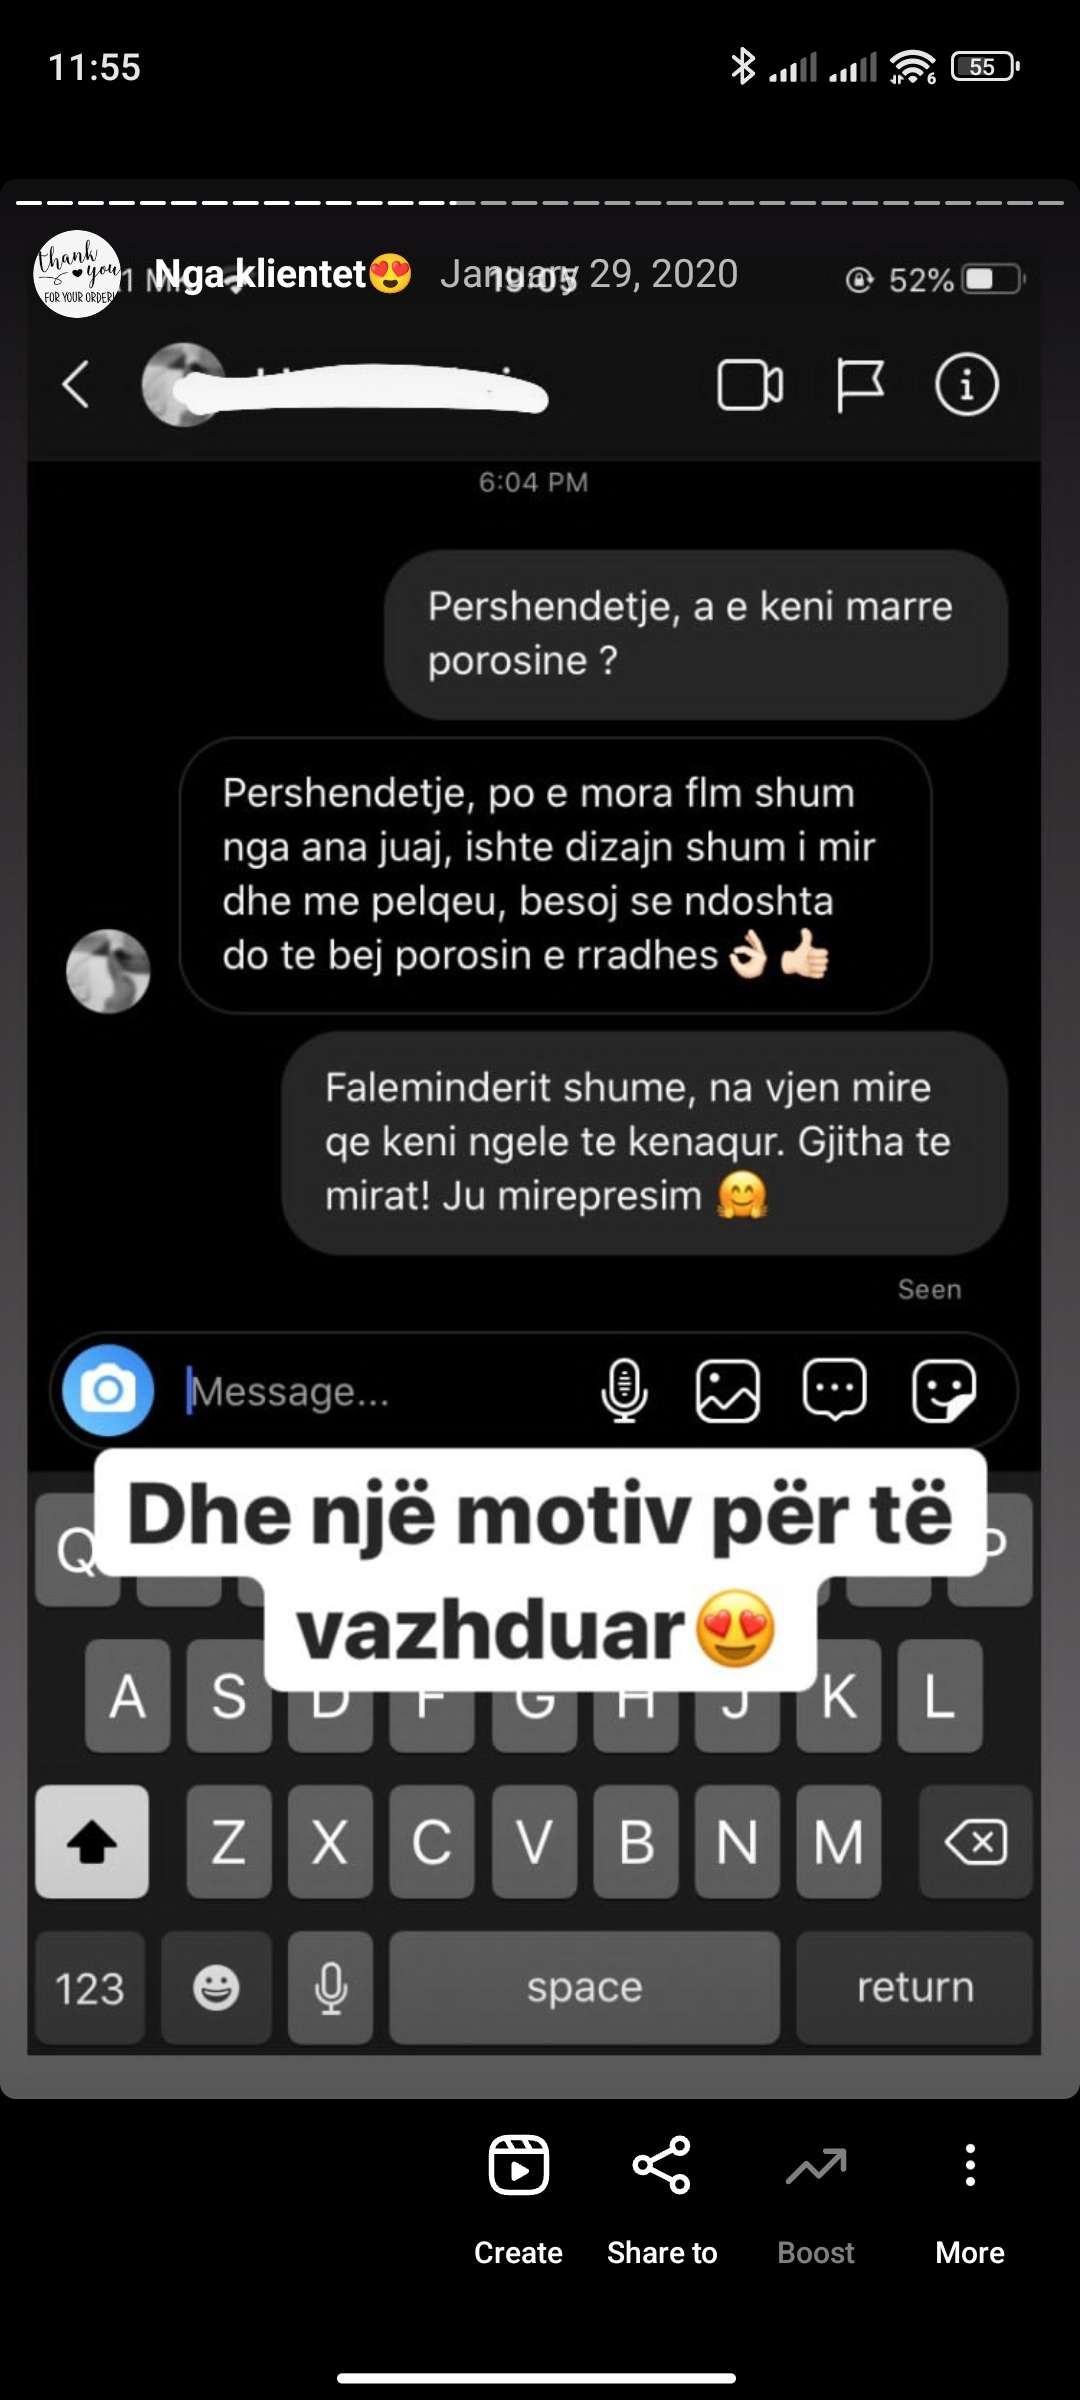 11:55
55
thank
you
FOR YOUR ORDER!
Nga klientet😍 January 29, 2020
19:05
52%
6:04 PM
Pershendetje, a e keni marre
porosine ?
Pershendetje, po e mora flm shum
nga ana juaj, ishte dizajn shum i mir
dhe me pelqeu, besoj se ndoshta
do te bej porosin e rradhes👌🏻👍🏻
Faleminderit shume, na vjen mire
qe keni ngele te kenaqur. Gjitha te
mirat! Ju mirepresim 🤗
Seen
Message...
Dhe një motiv për të
vazhduar😍
Q P
A S D F G H J K L
Z X C V B N M
123 space return
Create Share to Boost More